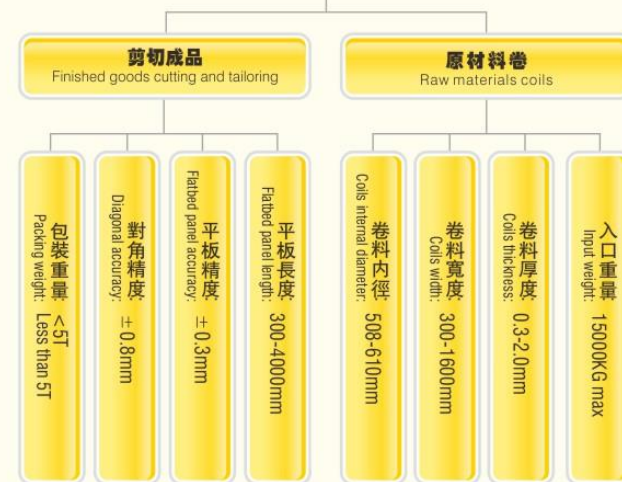 剪切成品
Finished goods cutting and tailoring
原材料卷
Raw materials coils
包裝重量: <5T
Packing weight: Less than 5T
對角精度: ±0.8mm
Diagonal accuracy:
平板精度: ±0.3mm
Flatbed panel accuracy:
平板長度: 300-4000mm
Flatbed panel length:
卷料内徑: 508-610mm
Coils internal diameter:
卷料寬度: 300-1600mm
Coils width:
卷料厚度: 0.3-2.0mm
Coils thickness:
入口重量: 15000KG max
Input weight: